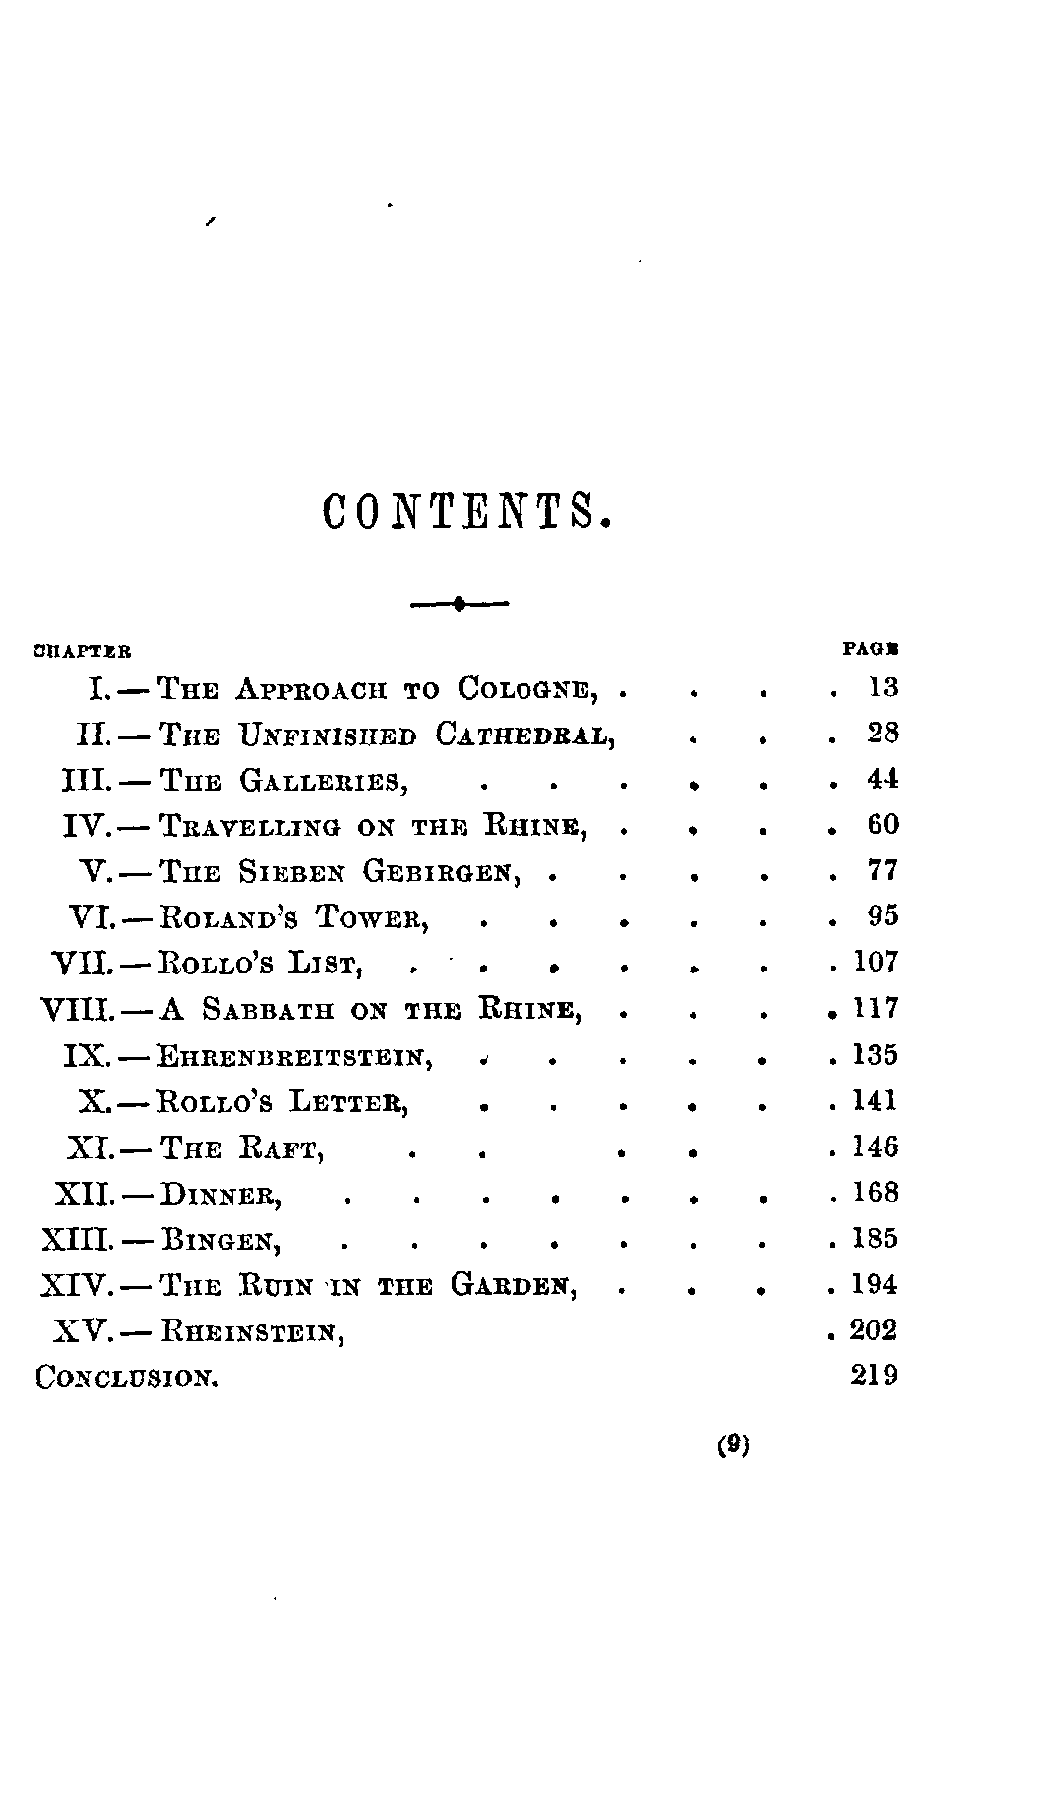 CONTENTS.
CHAPTER PAGE
I.—The Approach to Cologne, . . . . 13
II.—The Unfinished Cathedral, . . . 28
III.—The Galleries, . . . . . . 44
IV.—Travelling on the Rhine, . . . . 60
V.—The Sieben Gebirgen, . . . . . 77
VI.—Roland's Tower, . . . . . . 95
VII.—Rollo's List, . . . . . . . 107
VIII.—A Sabbath on the Rhine, . . . . 117
IX.—Ehrenbreitstein, . . . . . . 135
X.—Rollo's Letter, . . . . . . 141
XI.—The Raft, . . . . . 146
XII.—Dinner, . . . . . . . . 168
XIII.—Bingen, . . . . . . . . 185
XIV.—The Ruin in the Garden, . . . . 194
XV.—Rheinstein, . 202
Conclusion. 219
(9)